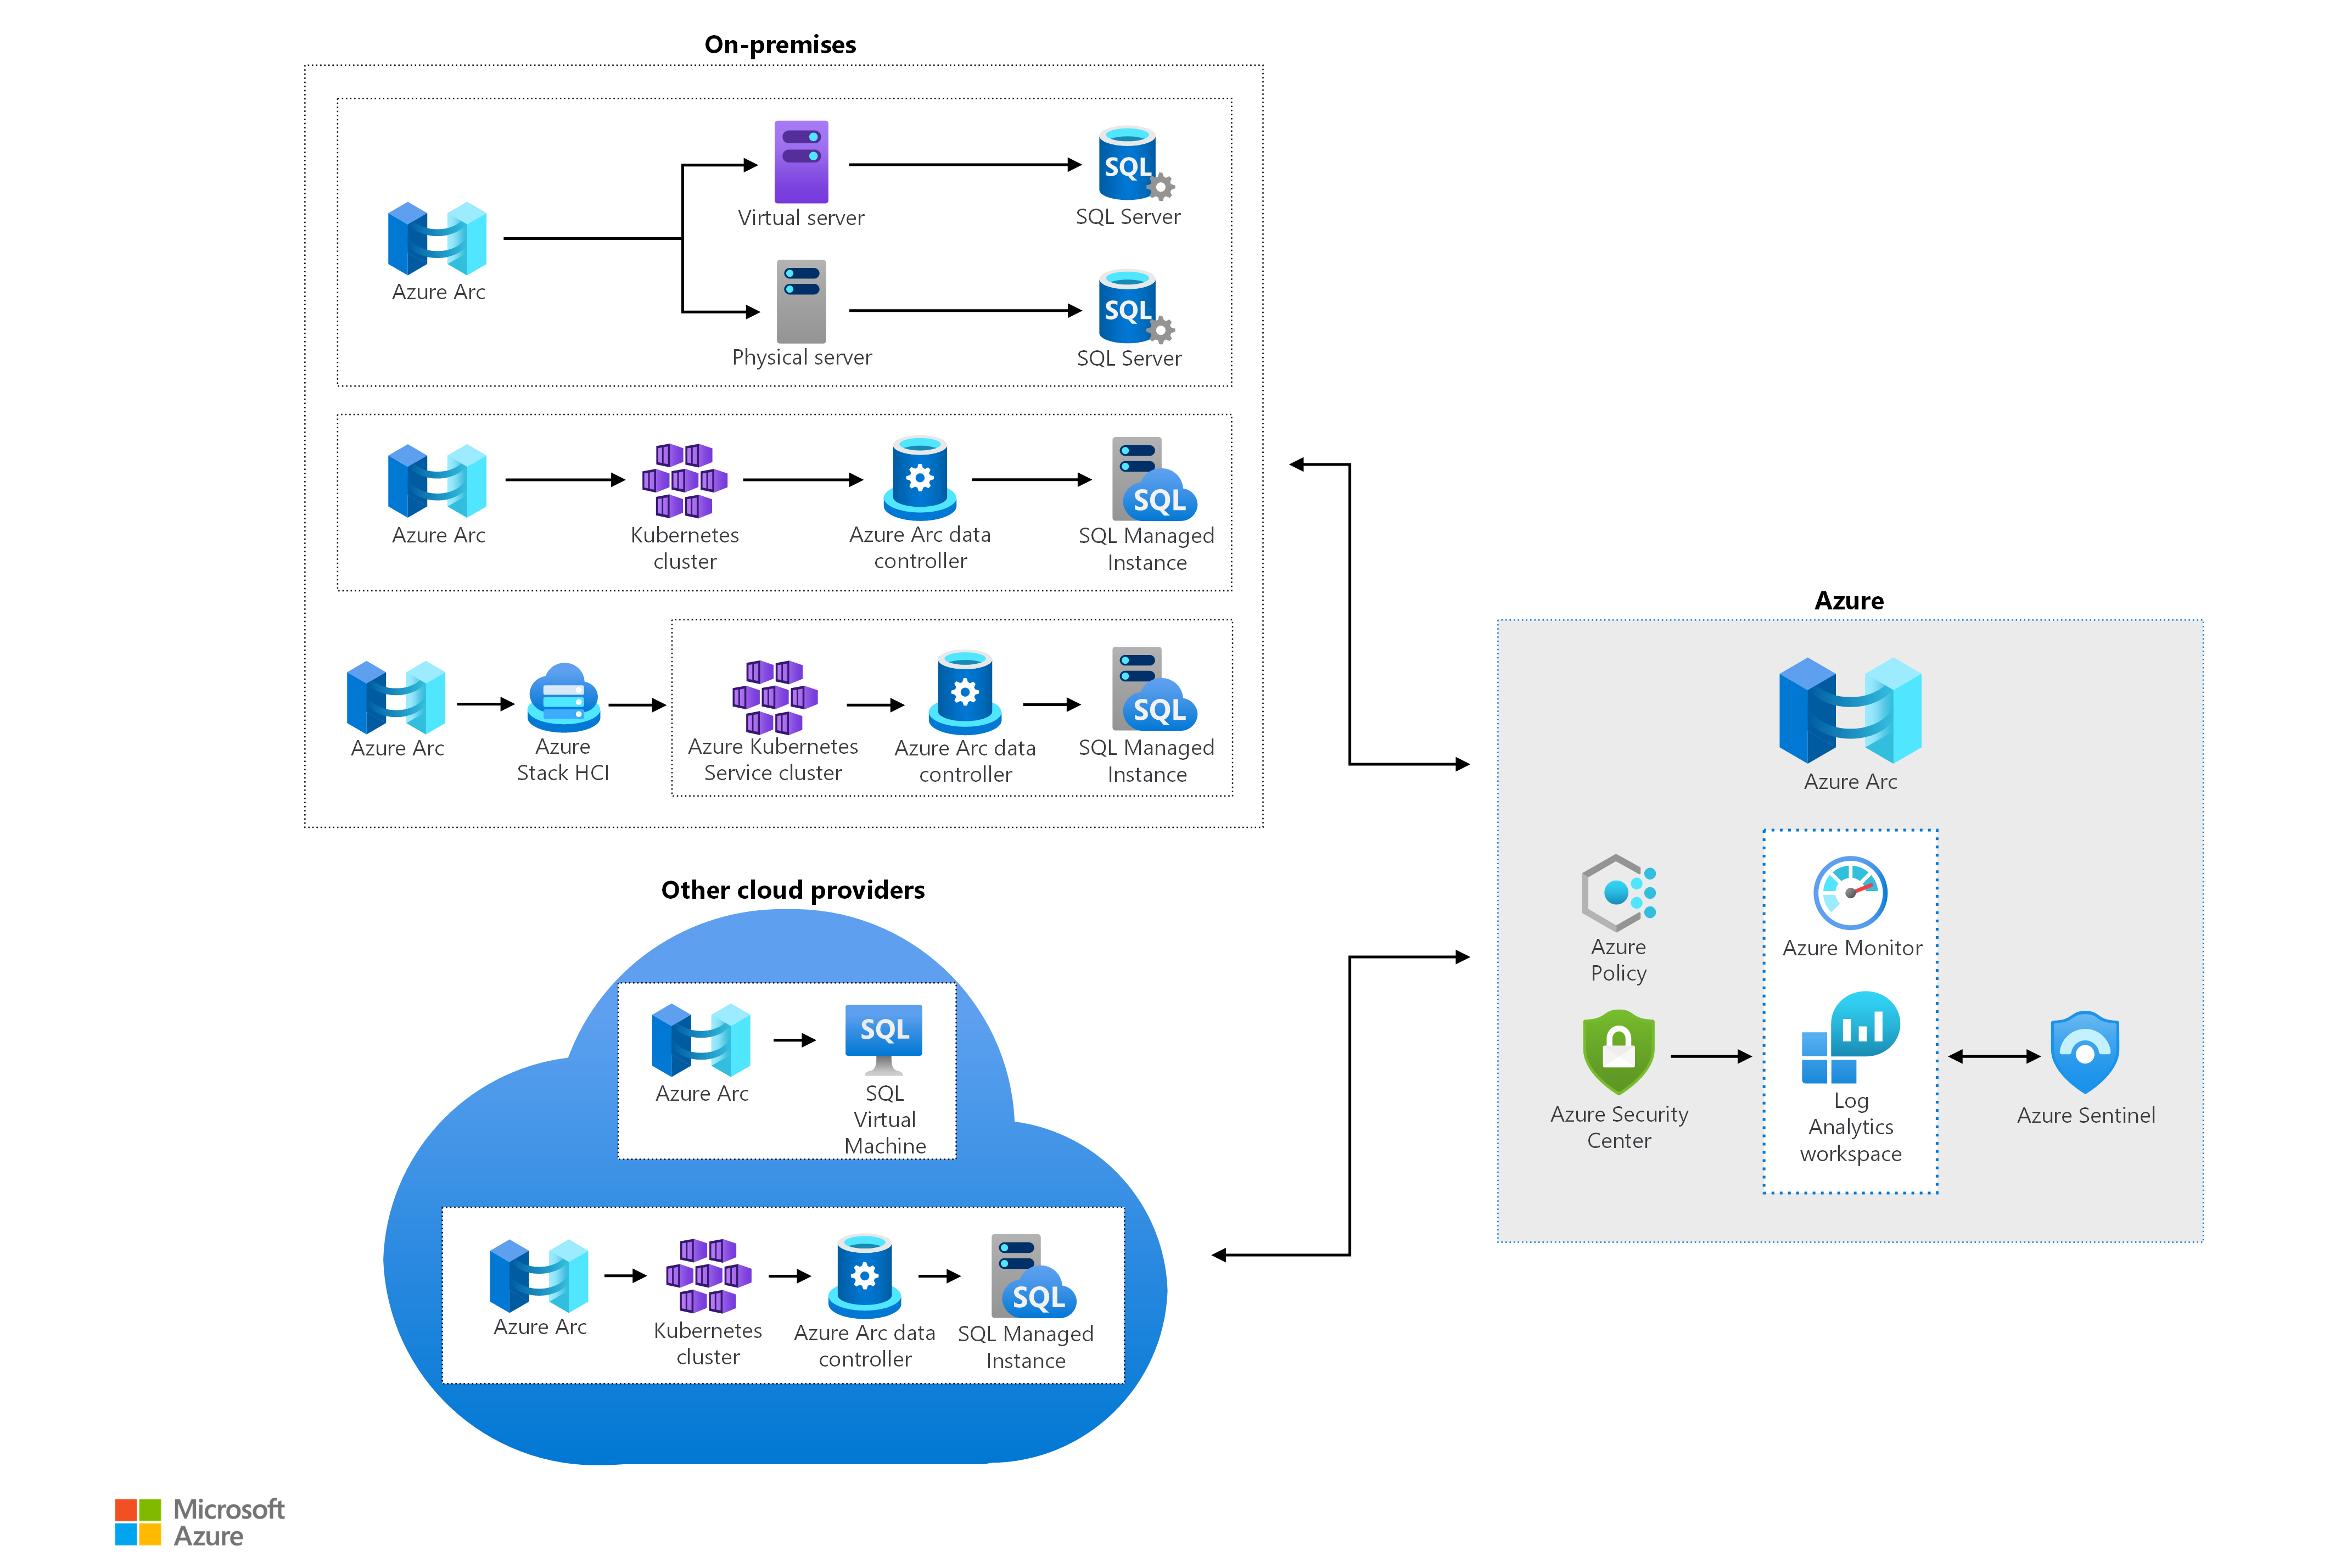 On-premises
Virtual server
SQL
SQL Server
Azure Arc
Physical server
SQL
SQL Server
Azure Arc
Kubernetes
cluster
Azure Arc data
controller
SQL
SQL Managed
Instance
Azure Arc
Azure
Stack HCI
Azure Kubernetes
Service cluster
Azure Arc data
controller
SQL
SQL Managed
Instance
Other cloud providers
Azure Arc
SQL
SQL
Virtual
Machine
Azure Arc
Kubernetes
cluster
Azure Arc data
controller
SQL
SQL Managed
Instance
Azure
Azure Arc
Azure
Policy
Azure Monitor
Azure Security
Center
Log
Analytics
workspace
Azure Sentinel
Microsoft
Azure